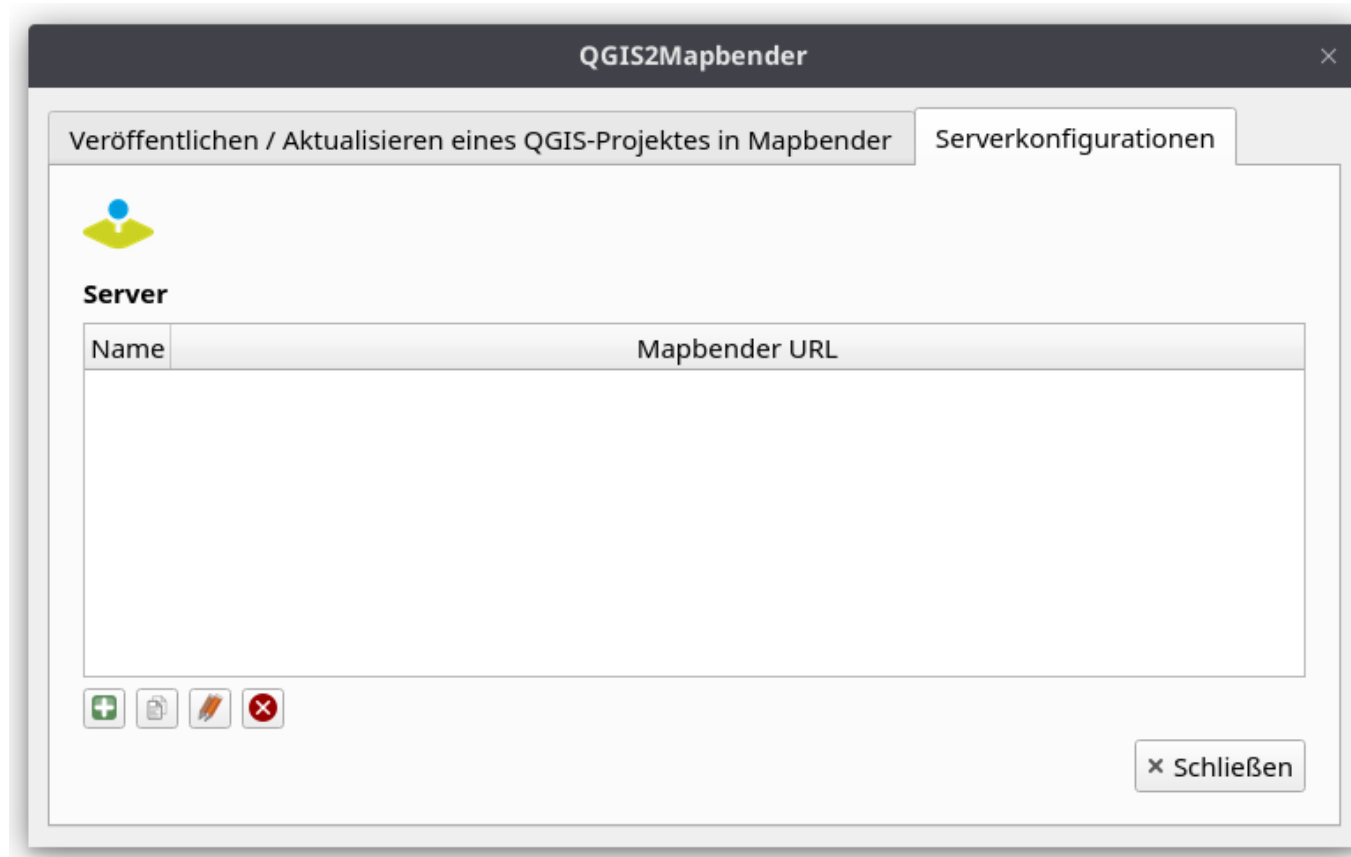 QGIS2Mapbender
Veröffentlichen / Aktualisieren eines QGIS-Projektes in Mapbender
Serverkonfigurationen
Server
Name
Mapbender URL
Schließen